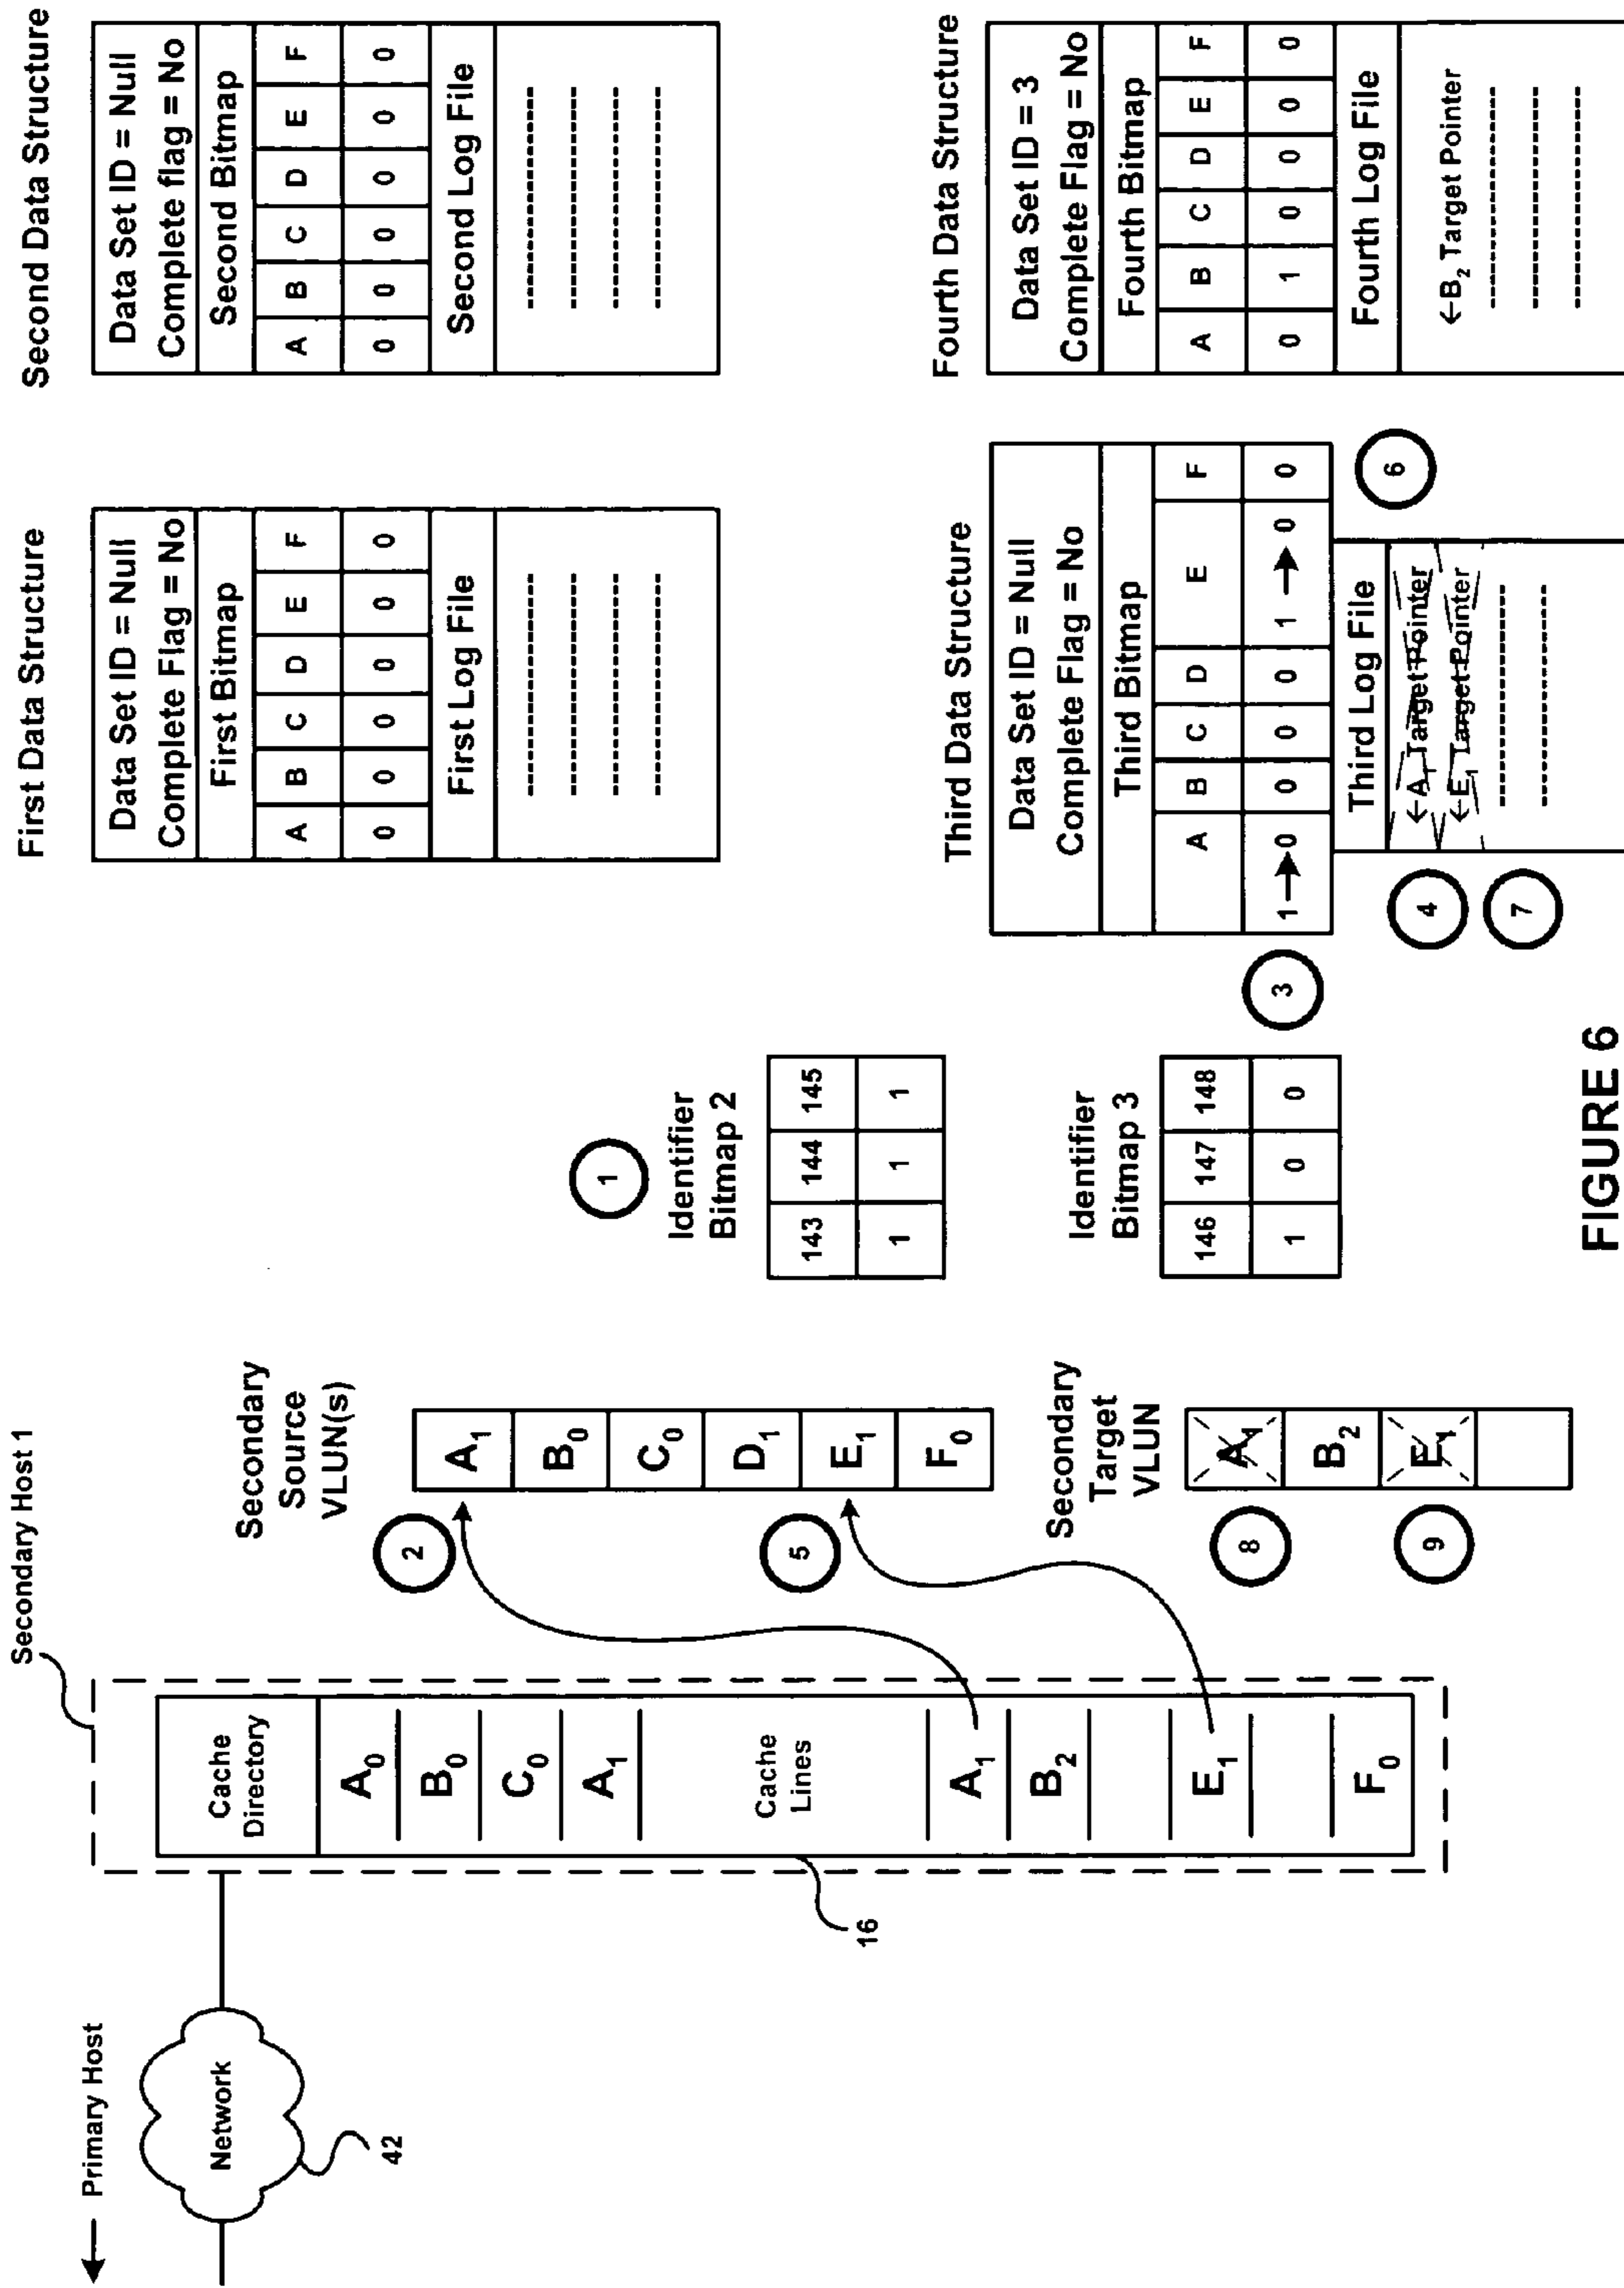 Secondary Host 1
Primary Host
Network
42
Cache
Directory
A0
B0
C0
A1
Cache
Lines
A1
B2
E1
F0
16
Secondary
Source
VLUN(s)
2
A1
B0
C0
D1
E1
F0
5
Secondary
Target
VLUN
8
A1
B2
E1
9
1
Identifier
Bitmap 2
143 144 145
1 1 1
Identifier
Bitmap 3
146 147 148
1 0 0
First Data Structure
Data Set ID = Null
Complete Flag = No
First Bitmap
A B C D E F
0 0 0 0 0 0
First Log File
Second Data Structure
Data Set ID = Null
Complete flag = No
Second Bitmap
A B C D E F
0 0 0 0 0 0
Second Log File
Third Data Structure
Data Set ID = Null
Complete Flag = No
Third Bitmap
A B C D E F
1→0 0 0 0 1→0 0
3
Third Log File
6
4
←A1 Target Pointer
←E1 Target Pointer
7
Fourth Data Structure
Data Set ID = 3
Complete Flag = No
Fourth Bitmap
A B C D E F
0 1 0 0 0 0
Fourth Log File
←B2 Target Pointer
FIGURE 6